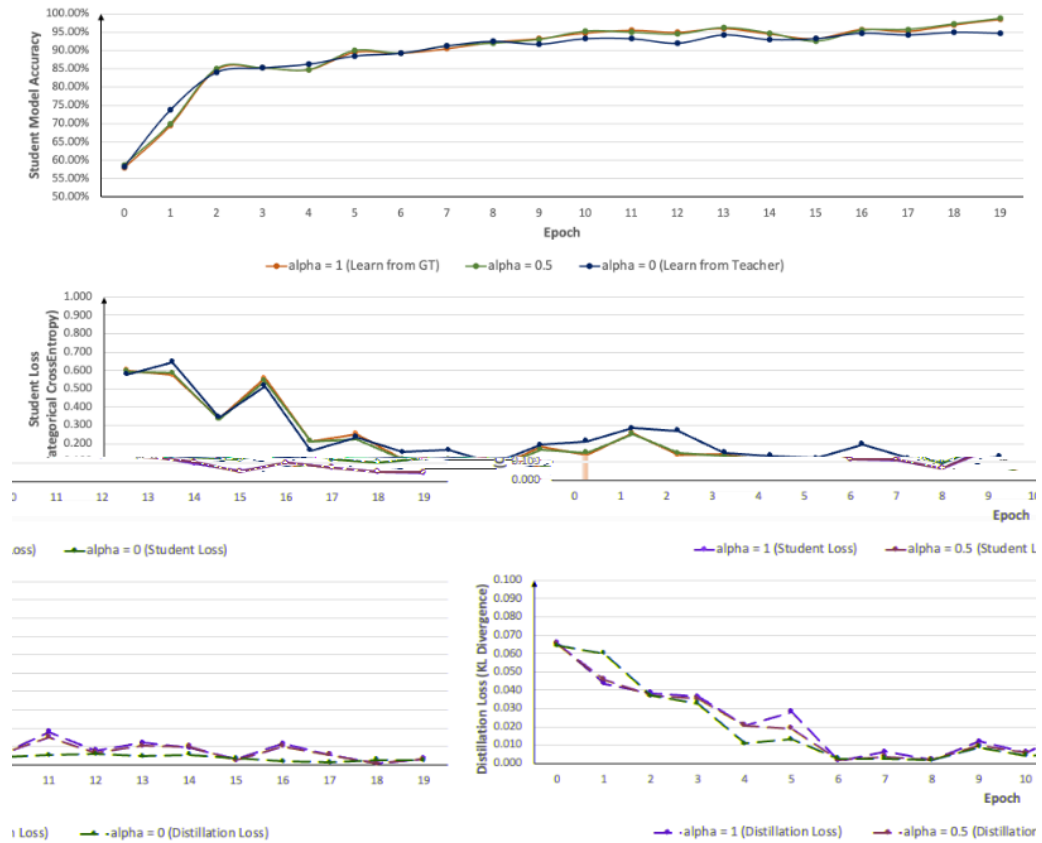 100.00%
95.00%
90.00%
85.00%
80.00%
75.00%
70.00%
65.00%
60.00%
55.00%
50.00%
Student Model Accuracy
0 1 2 3 4 5 6 7 8 9 10 11 12 13 14 15 16 17 18 19
Epoch
alpha = 1 (Learn from GT) alpha = 0.5 alpha = 0 (Learn from Teacher)
1.000
0.900
0.800
0.700
0.600
0.500
0.400
0.300
0.200
Student Loss
ategorical CrossEntropy)
0.100
0.000
0 11 12 13 14 15 16 17 18 19
0 1 2 3 4 5 6 7 8 9 10
Epoch
oss) alpha = 0 (Student Loss)
alpha = 1 (Student Loss) alpha = 0.5 (Student L
0.100
0.090
0.080
0.070
0.060
0.050
0.040
0.030
0.020
0.010
0.000
Distillation Loss (KL Divergence)
11 12 13 14 15 16 17 18 19
0 1 2 3 4 5 6 7 8 9 10
Epoch
n Loss) alpha = 0 (Distillation Loss)
alpha = 1 (Distillation Loss) alpha = 0.5 (Distillation